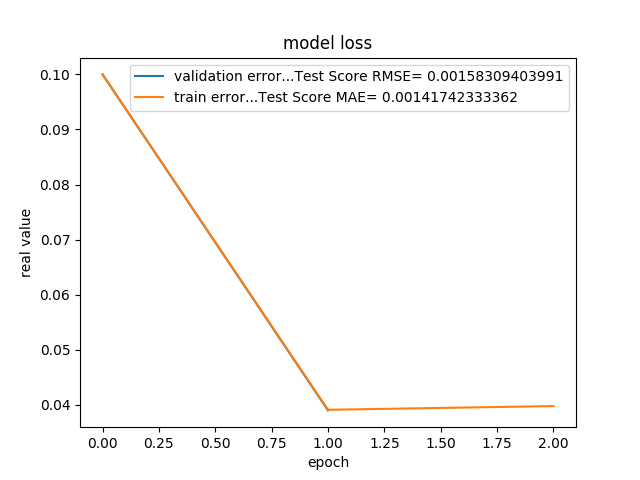 model loss
validation error...Test Score RMSE= 0.00158309403991
train error...Test Score MAE= 0.00141742333362
0.10
0.09
0.08
0.07
0.06
0.05
0.04
real value
0.00 0.25 0.50 0.75 1.00 1.25 1.50 1.75 2.00
epoch